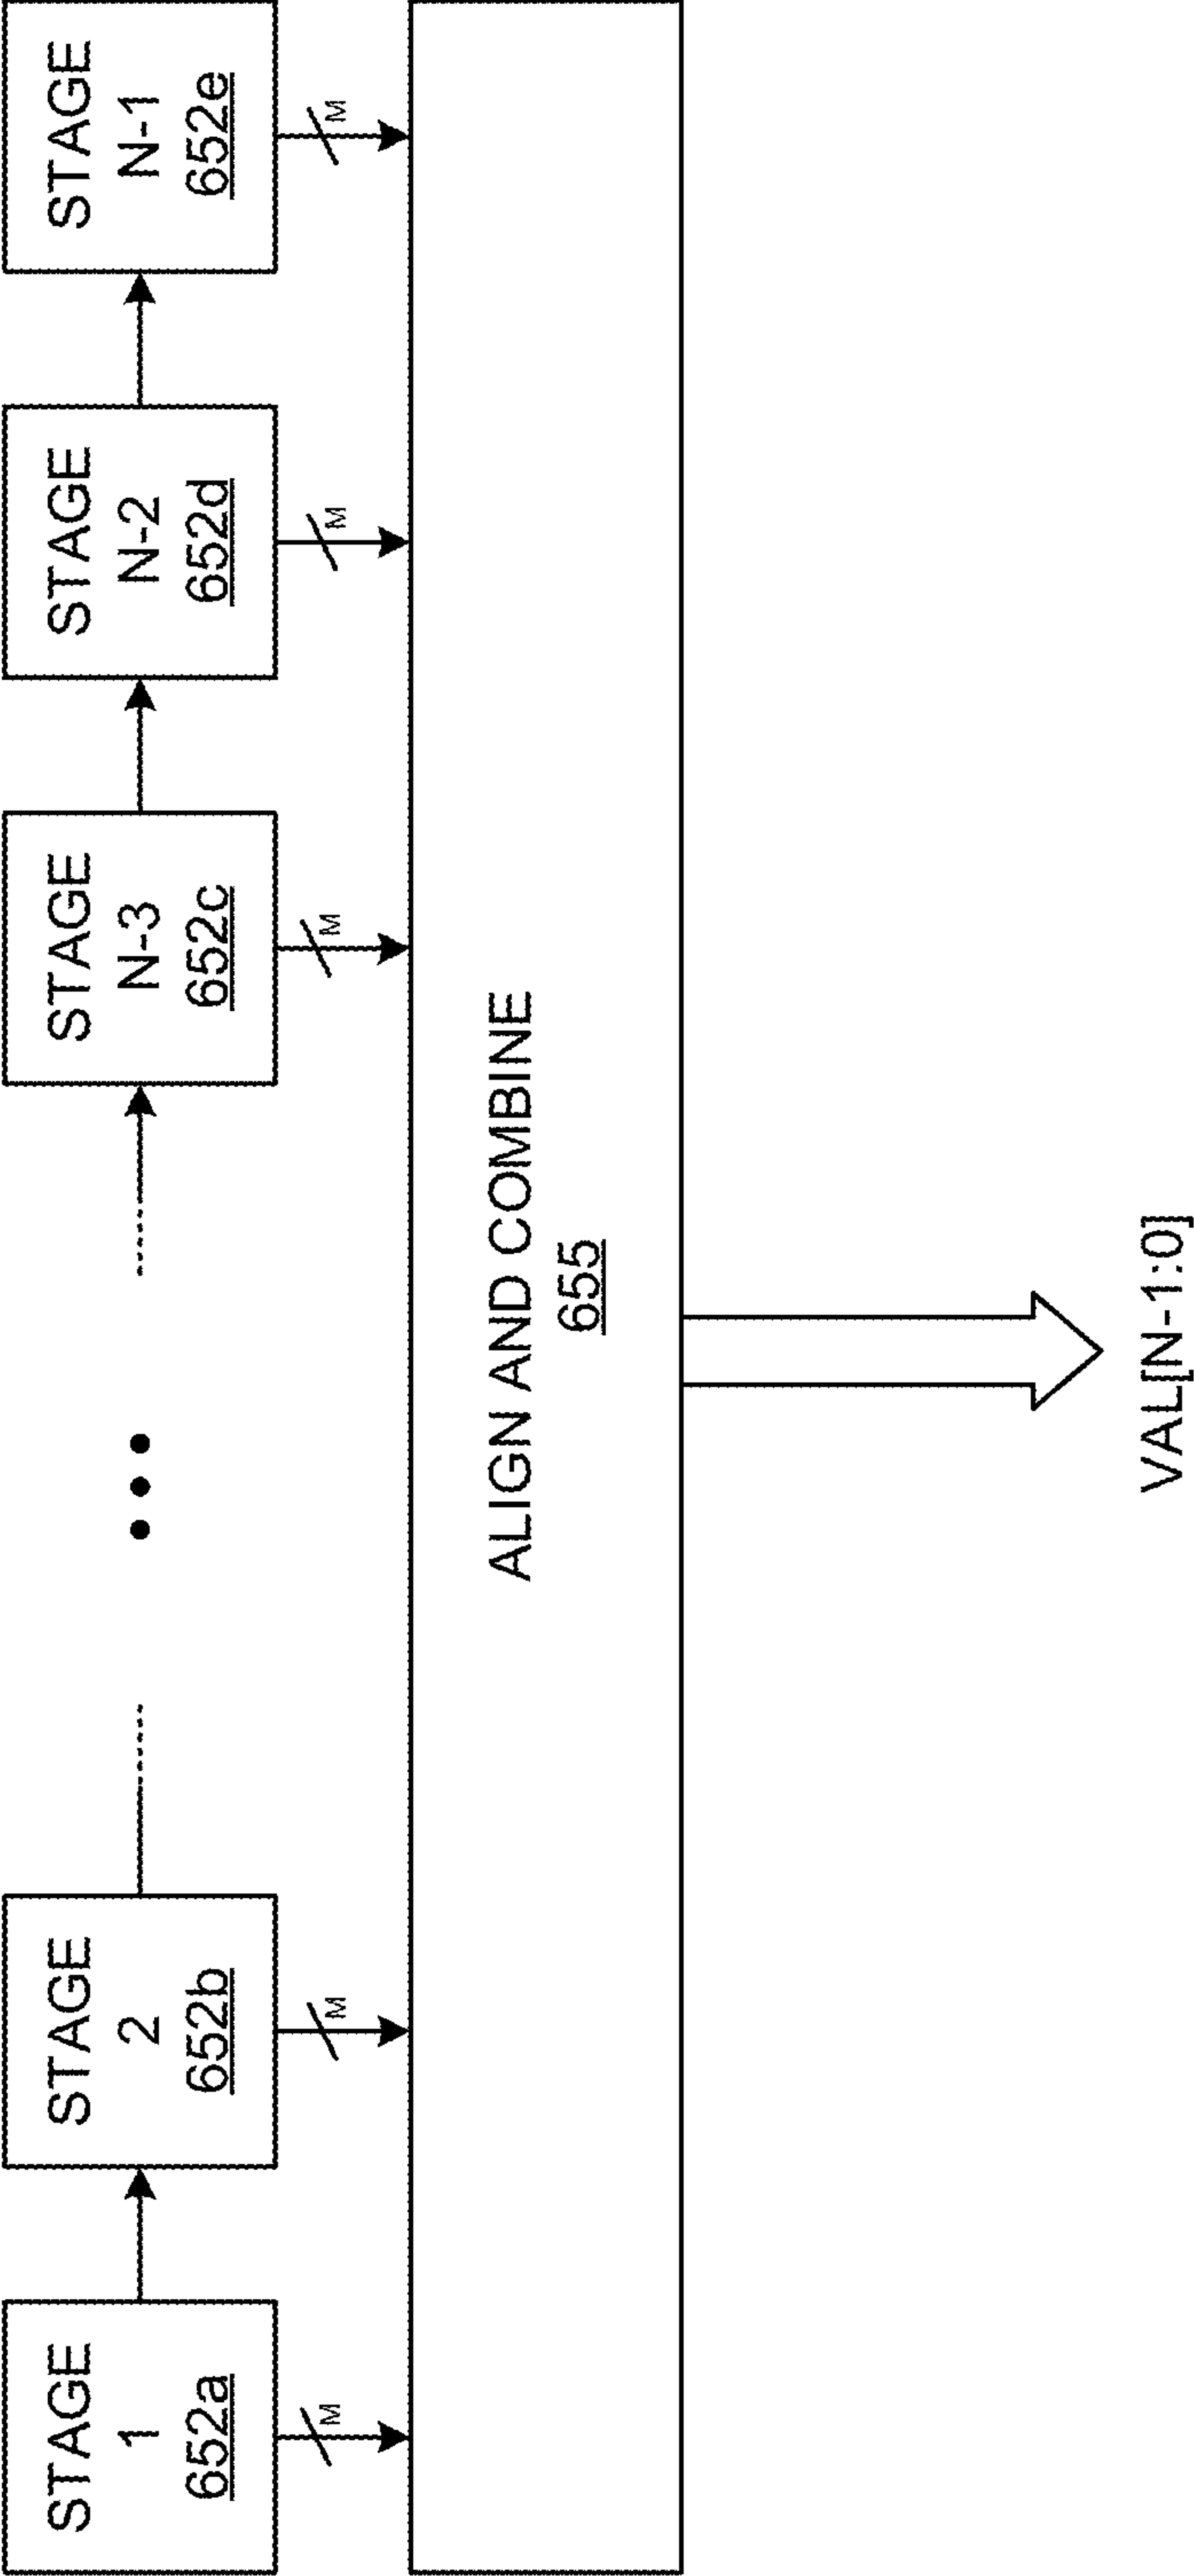 STAGE
1
652a
STAGE
2
652b
STAGE
N-3
652c
STAGE
N-2
652d
STAGE
N-1
652e
M
M
M
M
M
ALIGN AND COMBINE
655
VAL[N-1:0]